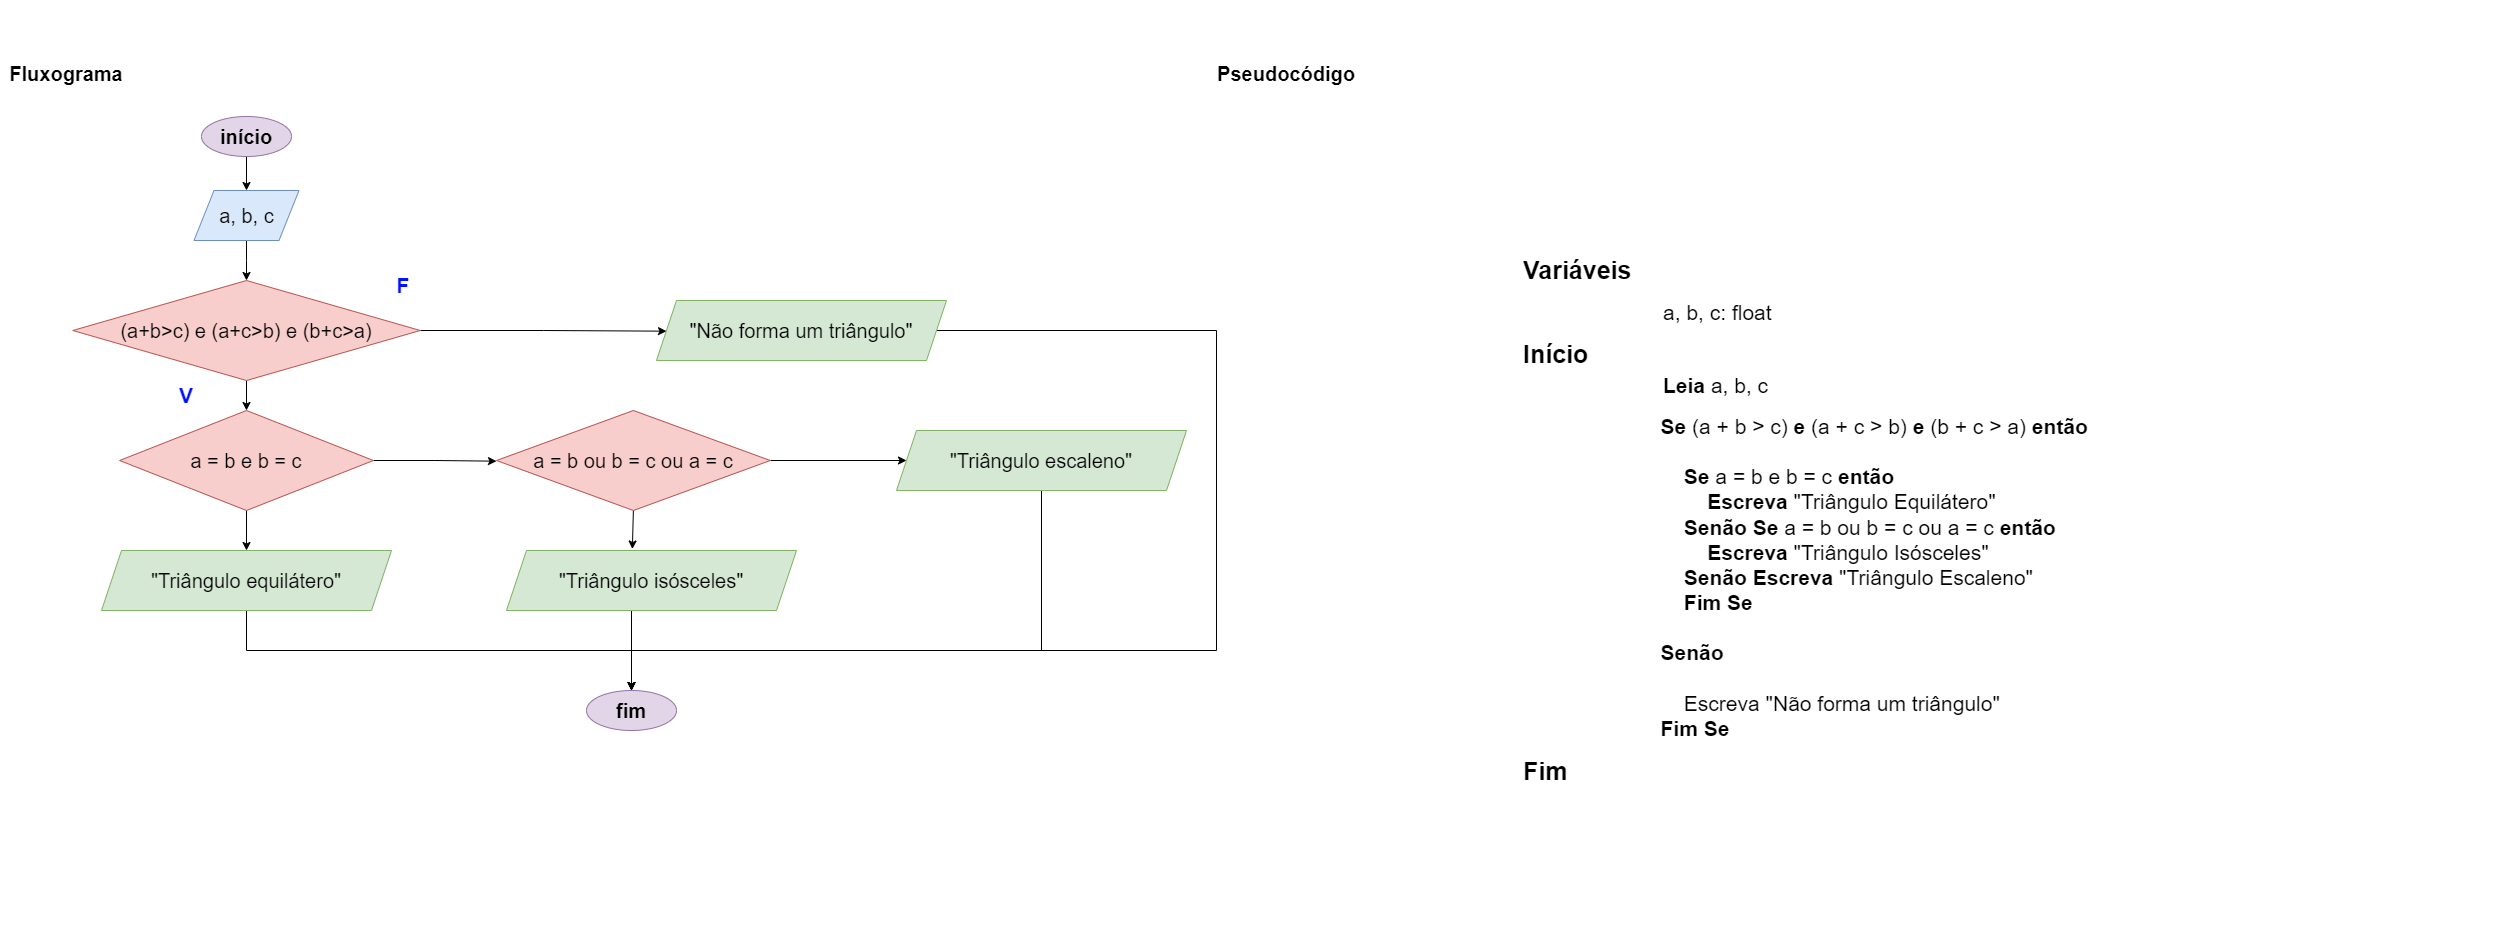 Fluxograma
início
a, b, c
F
(a+b>c) e (a+c>b) e (b+c>a)
"Não forma um triângulo"
V
a = b e b = c
a = b ou b = c ou a = c
"Triângulo escaleno"
"Triângulo equilátero"
"Triângulo isósceles"
fim
Pseudocódigo
Variáveis
a, b, c: float
Início
Leia a, b, c
Se (a + b > c) e (a + c > b) e (b + c > a) então
Se a = b e b = c então
Escreva "Triângulo Equilátero"
Senão Se a = b ou b = c ou a = c então
Escreva "Triângulo Isósceles"
Senão Escreva "Triângulo Escaleno"
Fim Se
Senão
Escreva "Não forma um triângulo"
Fim Se
Fim